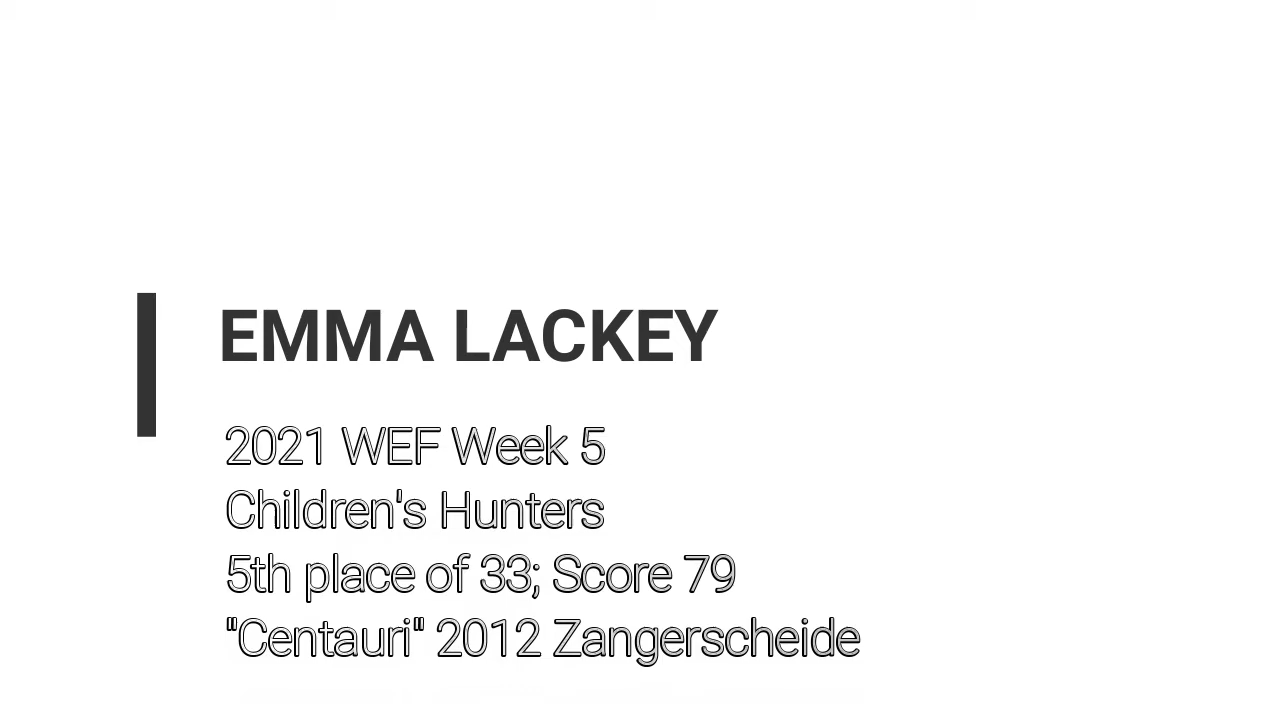 EMMA LACKEY
2021 WEF Week 5
Children's Hunters
5th place of 33; Score 79
"Centauri" 2012 Zangerscheide